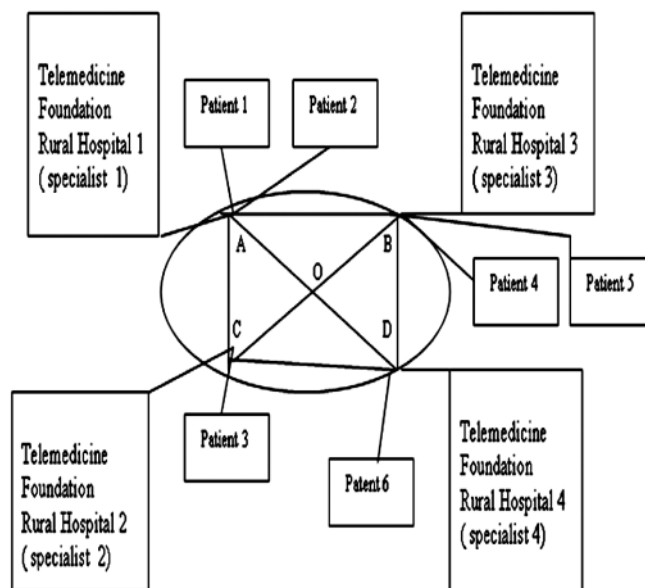 Telemedicine
Foundation
Rural Hospital 1
( specialist 1)
Patient 1
Patient 2
Telemedicine
Foundation
Rural Hospital 3
( specialist 3)
A
B
O
Patient 4
Patient 5
C
D
Patient 3
Patent 6
Telemedicine
Foundation
Rural Hospital 2
( specialist 2)
Telemedicine
Foundation
Rural Hospital 4
( specialist 4)